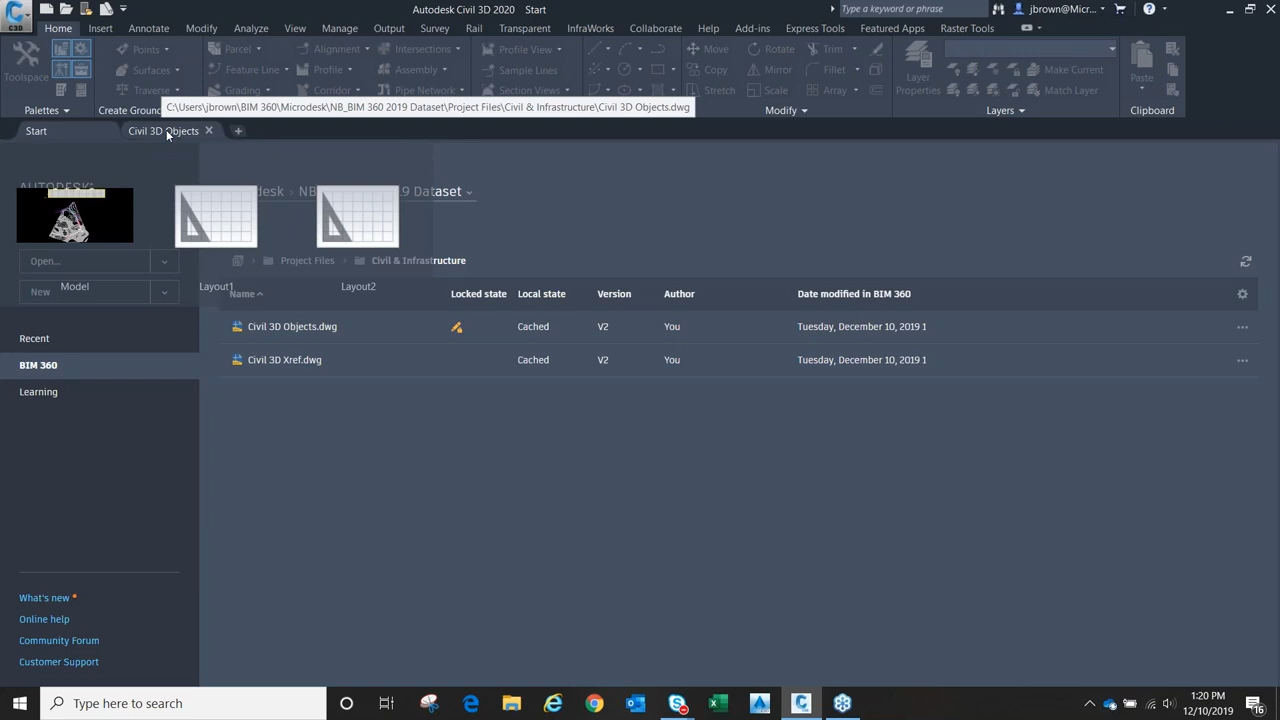 Autodesk Civil 3D 2020 Start
Type a keyword or phrase
jbrown@Micr...
C3D
Home Insert Annotate Modify Analyze View Manage Output Survey Rail Transparent InfraWorks Collaborate Help Add-ins Express Tools Featured Apps Raster Tools
Toolspace
Points Parcel Alignment Intersections Profile View Move Rotate Trim
Surfaces Feature Line Profile Assembly Sample Lines Copy Mirror Fillet Make Current
Traverse Grading Corridor Pipe Network Section Views Stretch Scale Array Match Layer
Layer Properties
Paste
Palettes Create Ground Modify Layers Clipboard
C:\Users\jbrown\BIM 360\Microdesk\NB_BIM 360 2019 Dataset\Project Files\Civil & Infrastructure\Civil 3D Objects.dwg
Start Civil 3D Objects
AUTODESK
esk › NB 9 Dataset
Open...
New
Model Layout1 Layout2
Project Files Civil & Infrastructure
Name Locked state Local state Version Author Date modified in BIM 360
Civil 3D Objects.dwg Cached V2 You Tuesday, December 10, 2019 1
Civil 3D Xref.dwg Cached V2 You Tuesday, December 10, 2019 1
Recent
BIM 360
Learning
What's new
Online help
Community Forum
Customer Support
Type here to search
1:20 PM
12/10/2019
16